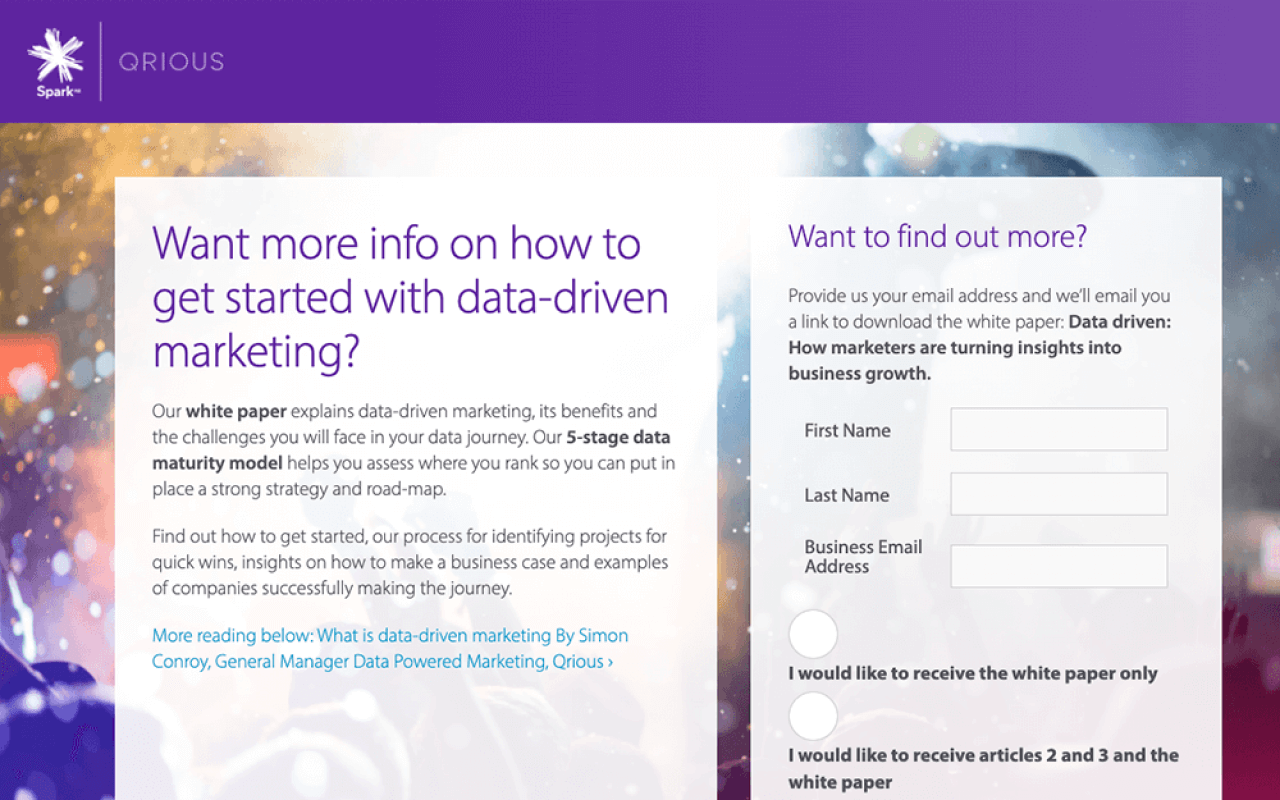 Spark NZ
QRIOUS
Want more info on how to
get started with data-driven
marketing?
Our white paper explains data-driven marketing, its benefits and
the challenges you will face in your data journey. Our 5-stage data
maturity model helps you assess where you rank so you can put in
place a strong strategy and road-map.
Find out how to get started, our process for identifying projects for
quick wins, insights on how to make a business case and examples
of companies successfully making the journey.
More reading below: What is data-driven marketing By Simon
Conroy, General Manager Data Powered Marketing, Qrious ›
Want to find out more?
Provide us your email address and we'll email you
a link to download the white paper: Data driven:
How marketers are turning insights into
business growth.
First Name
Last Name
Business Email
Address
I would like to receive the white paper only
I would like to receive articles 2 and 3 and the
white paper